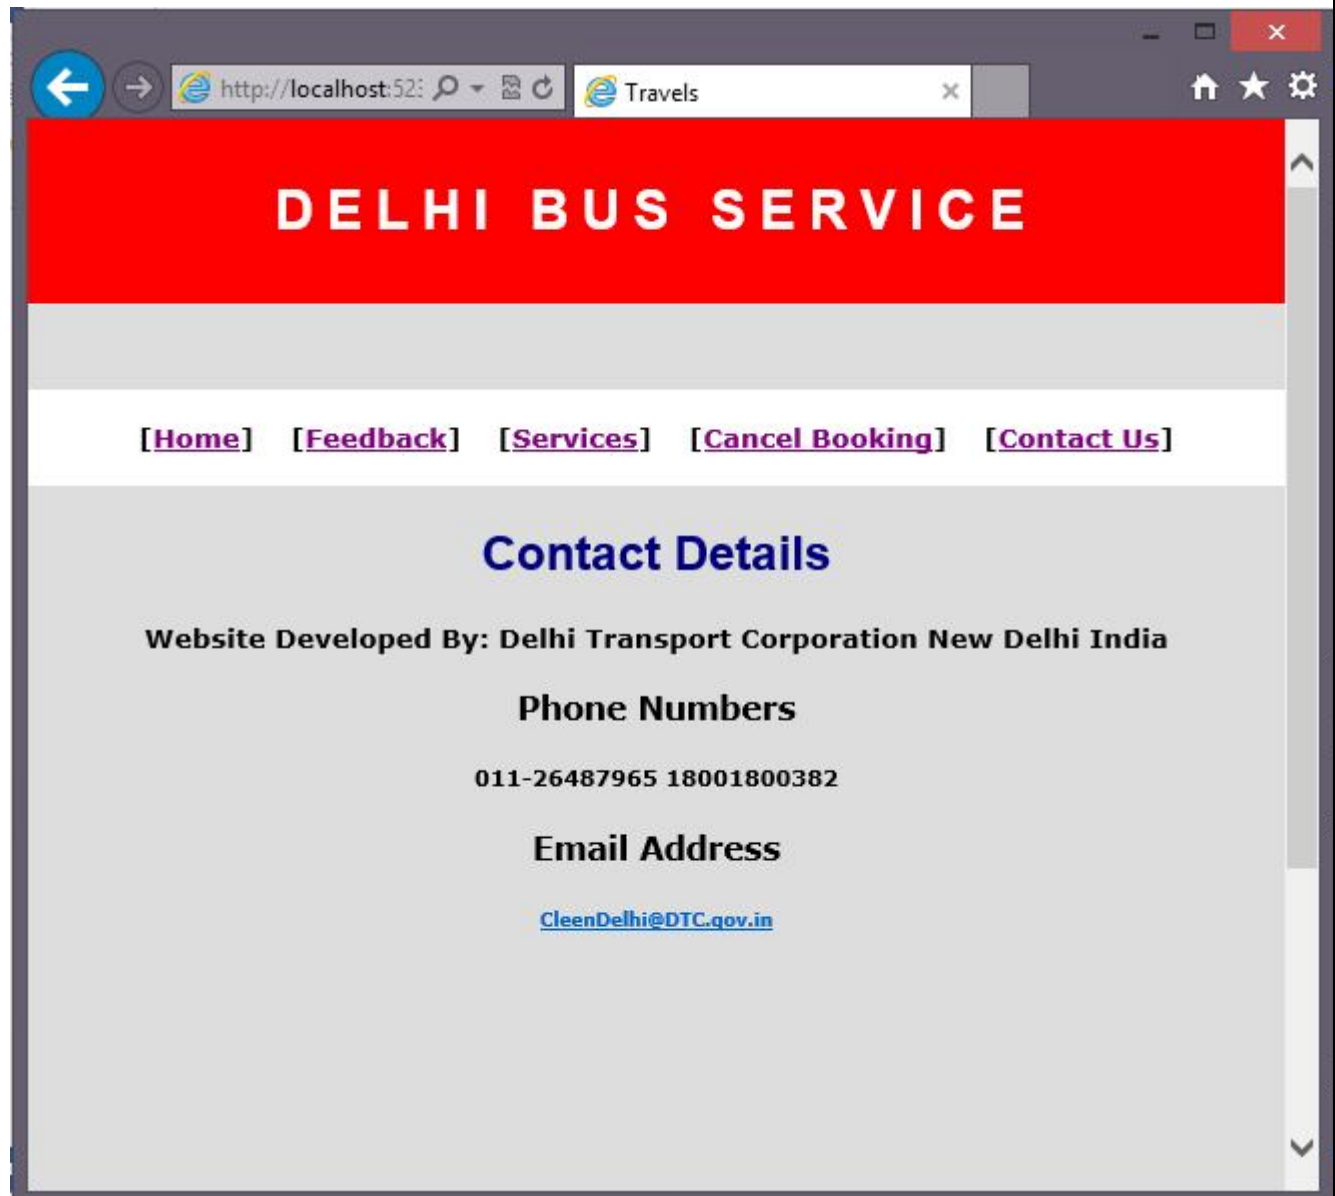 http://localhost:523
Travels
DELHI BUS SERVICE
[Home] [Feedback] [Services] [Cancel Booking] [Contact Us]
Contact Details
Website Developed By: Delhi Transport Corporation New Delhi India
Phone Numbers
011-26487965 18001800382
Email Address
CleenDelhi@DTC.gov.in